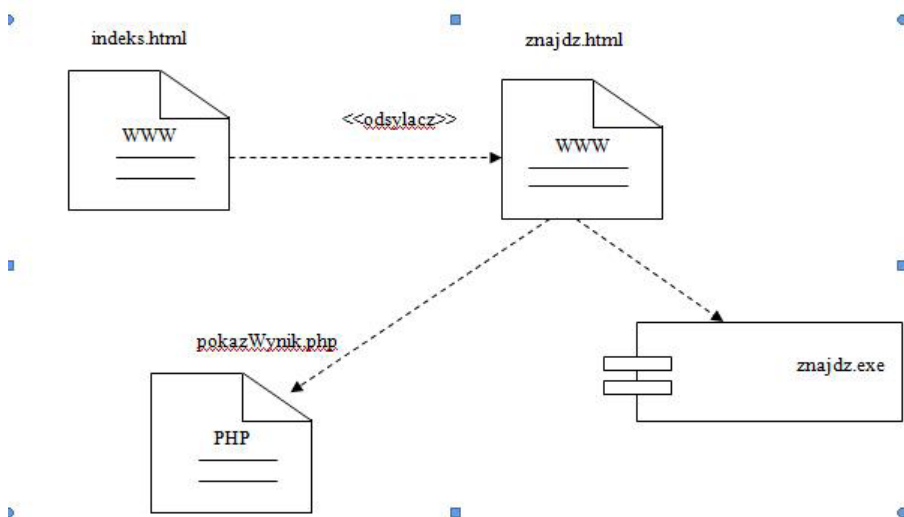 indeks.html
znajdz.html
WWW
<<odsylacz>>
WWW
pokazWynik.php
znajdz.exe
PHP